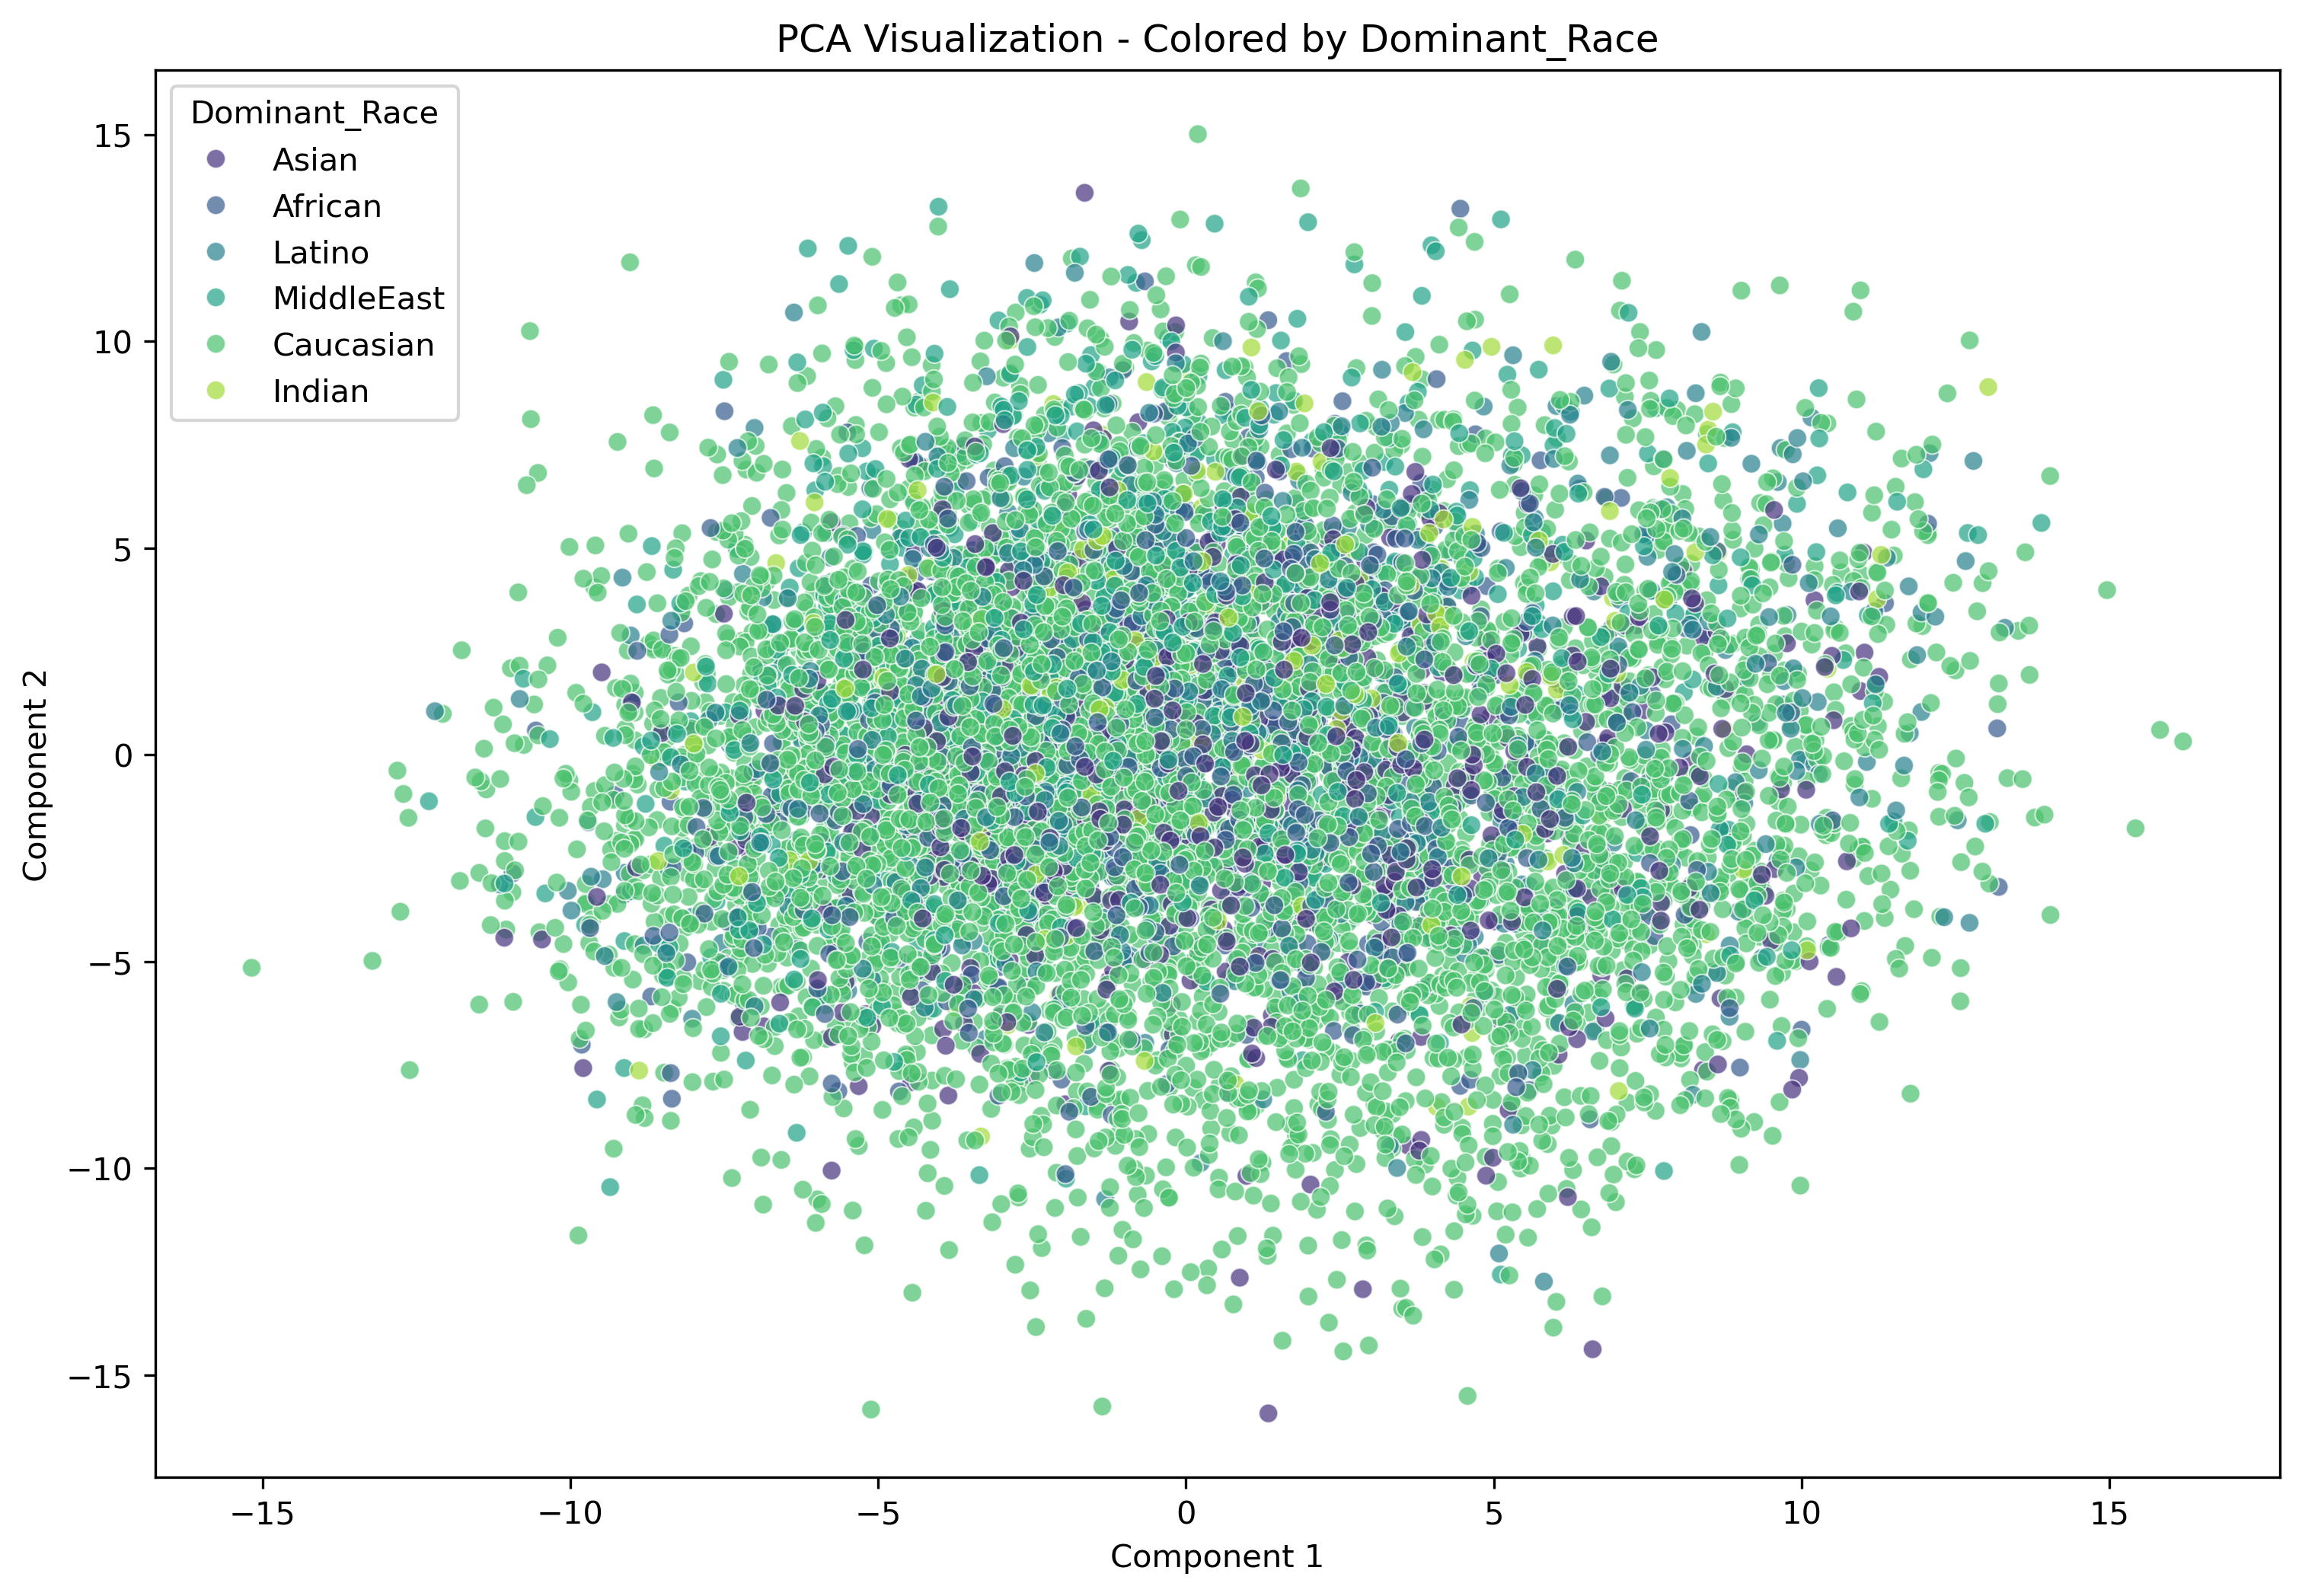 PCA Visualization - Colored by Dominant_Race
Dominant_Race
Asian
African
Latino
MiddleEast
Caucasian
Indian
15
10
5
0
−5
−10
−15
Component 2
−15
−10
−5
0
5
10
15
Component 1